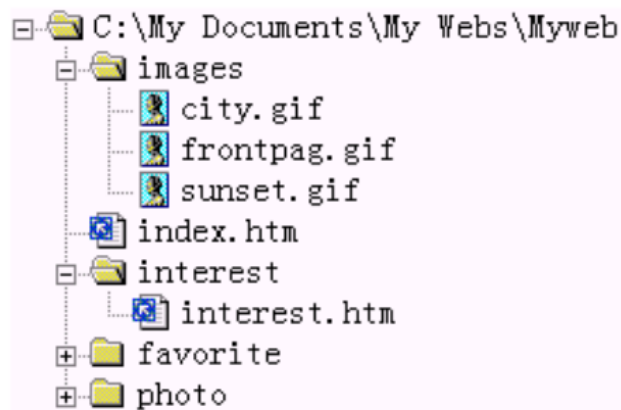 C:\My Documents\My Webs\Myweb
images
city.gif
frontpag.gif
sunset.gif
index.htm
interest
interest.htm
favorite
photo